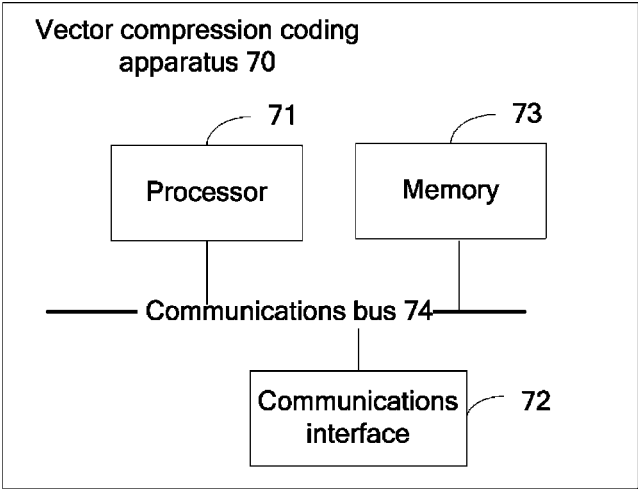 Vector compression coding
apparatus 70
71
73
Processor
Memory
Communications bus 74
Communications
interface
72